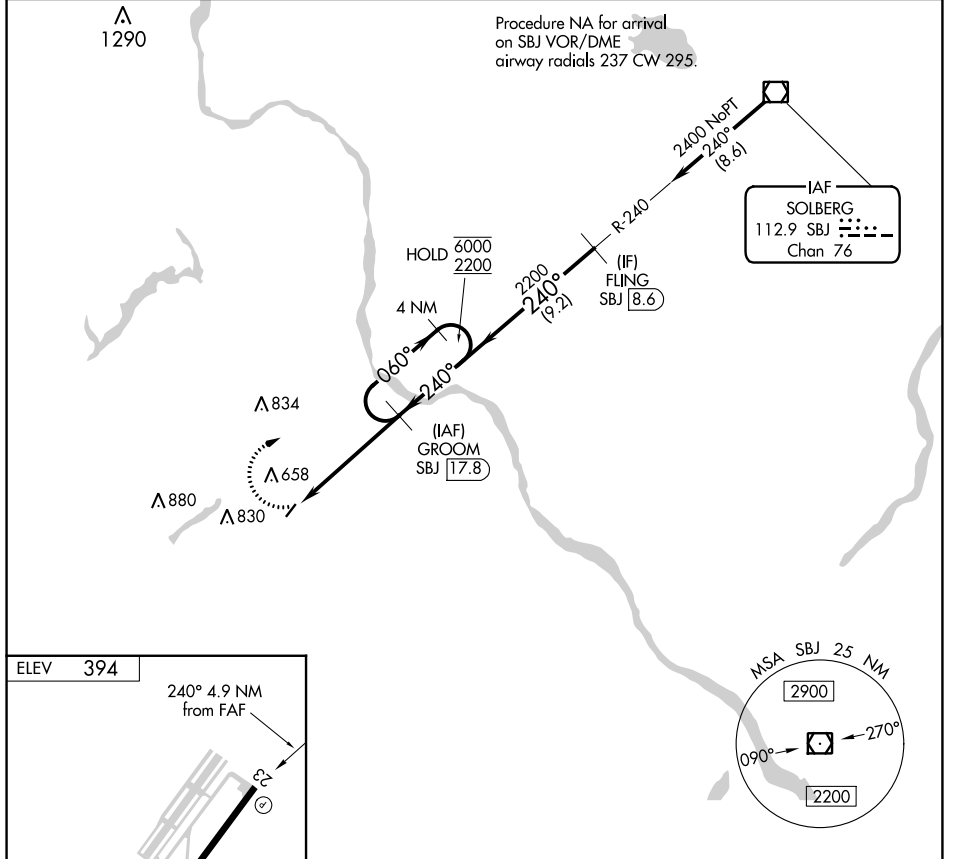 1290
Procedure NA for arrival
on SBJ VOR/DME
airway radials 237 CW 295.
2400 NoPT
240°
(8.6)
IAF
SOLBERG
112.9 SBJ
Chan 76
R-240
HOLD 6000
2200
(IF)
FLING
SBJ 8.6
2200
240°
(9.2)
4 NM
060°
240°
834
(IAF)
GROOM
SBJ 17.8
658
880
830
ELEV 394
240° 4.9 NM
from FAF
23
MSA SBJ 25 NM
2900
090°
270°
2200